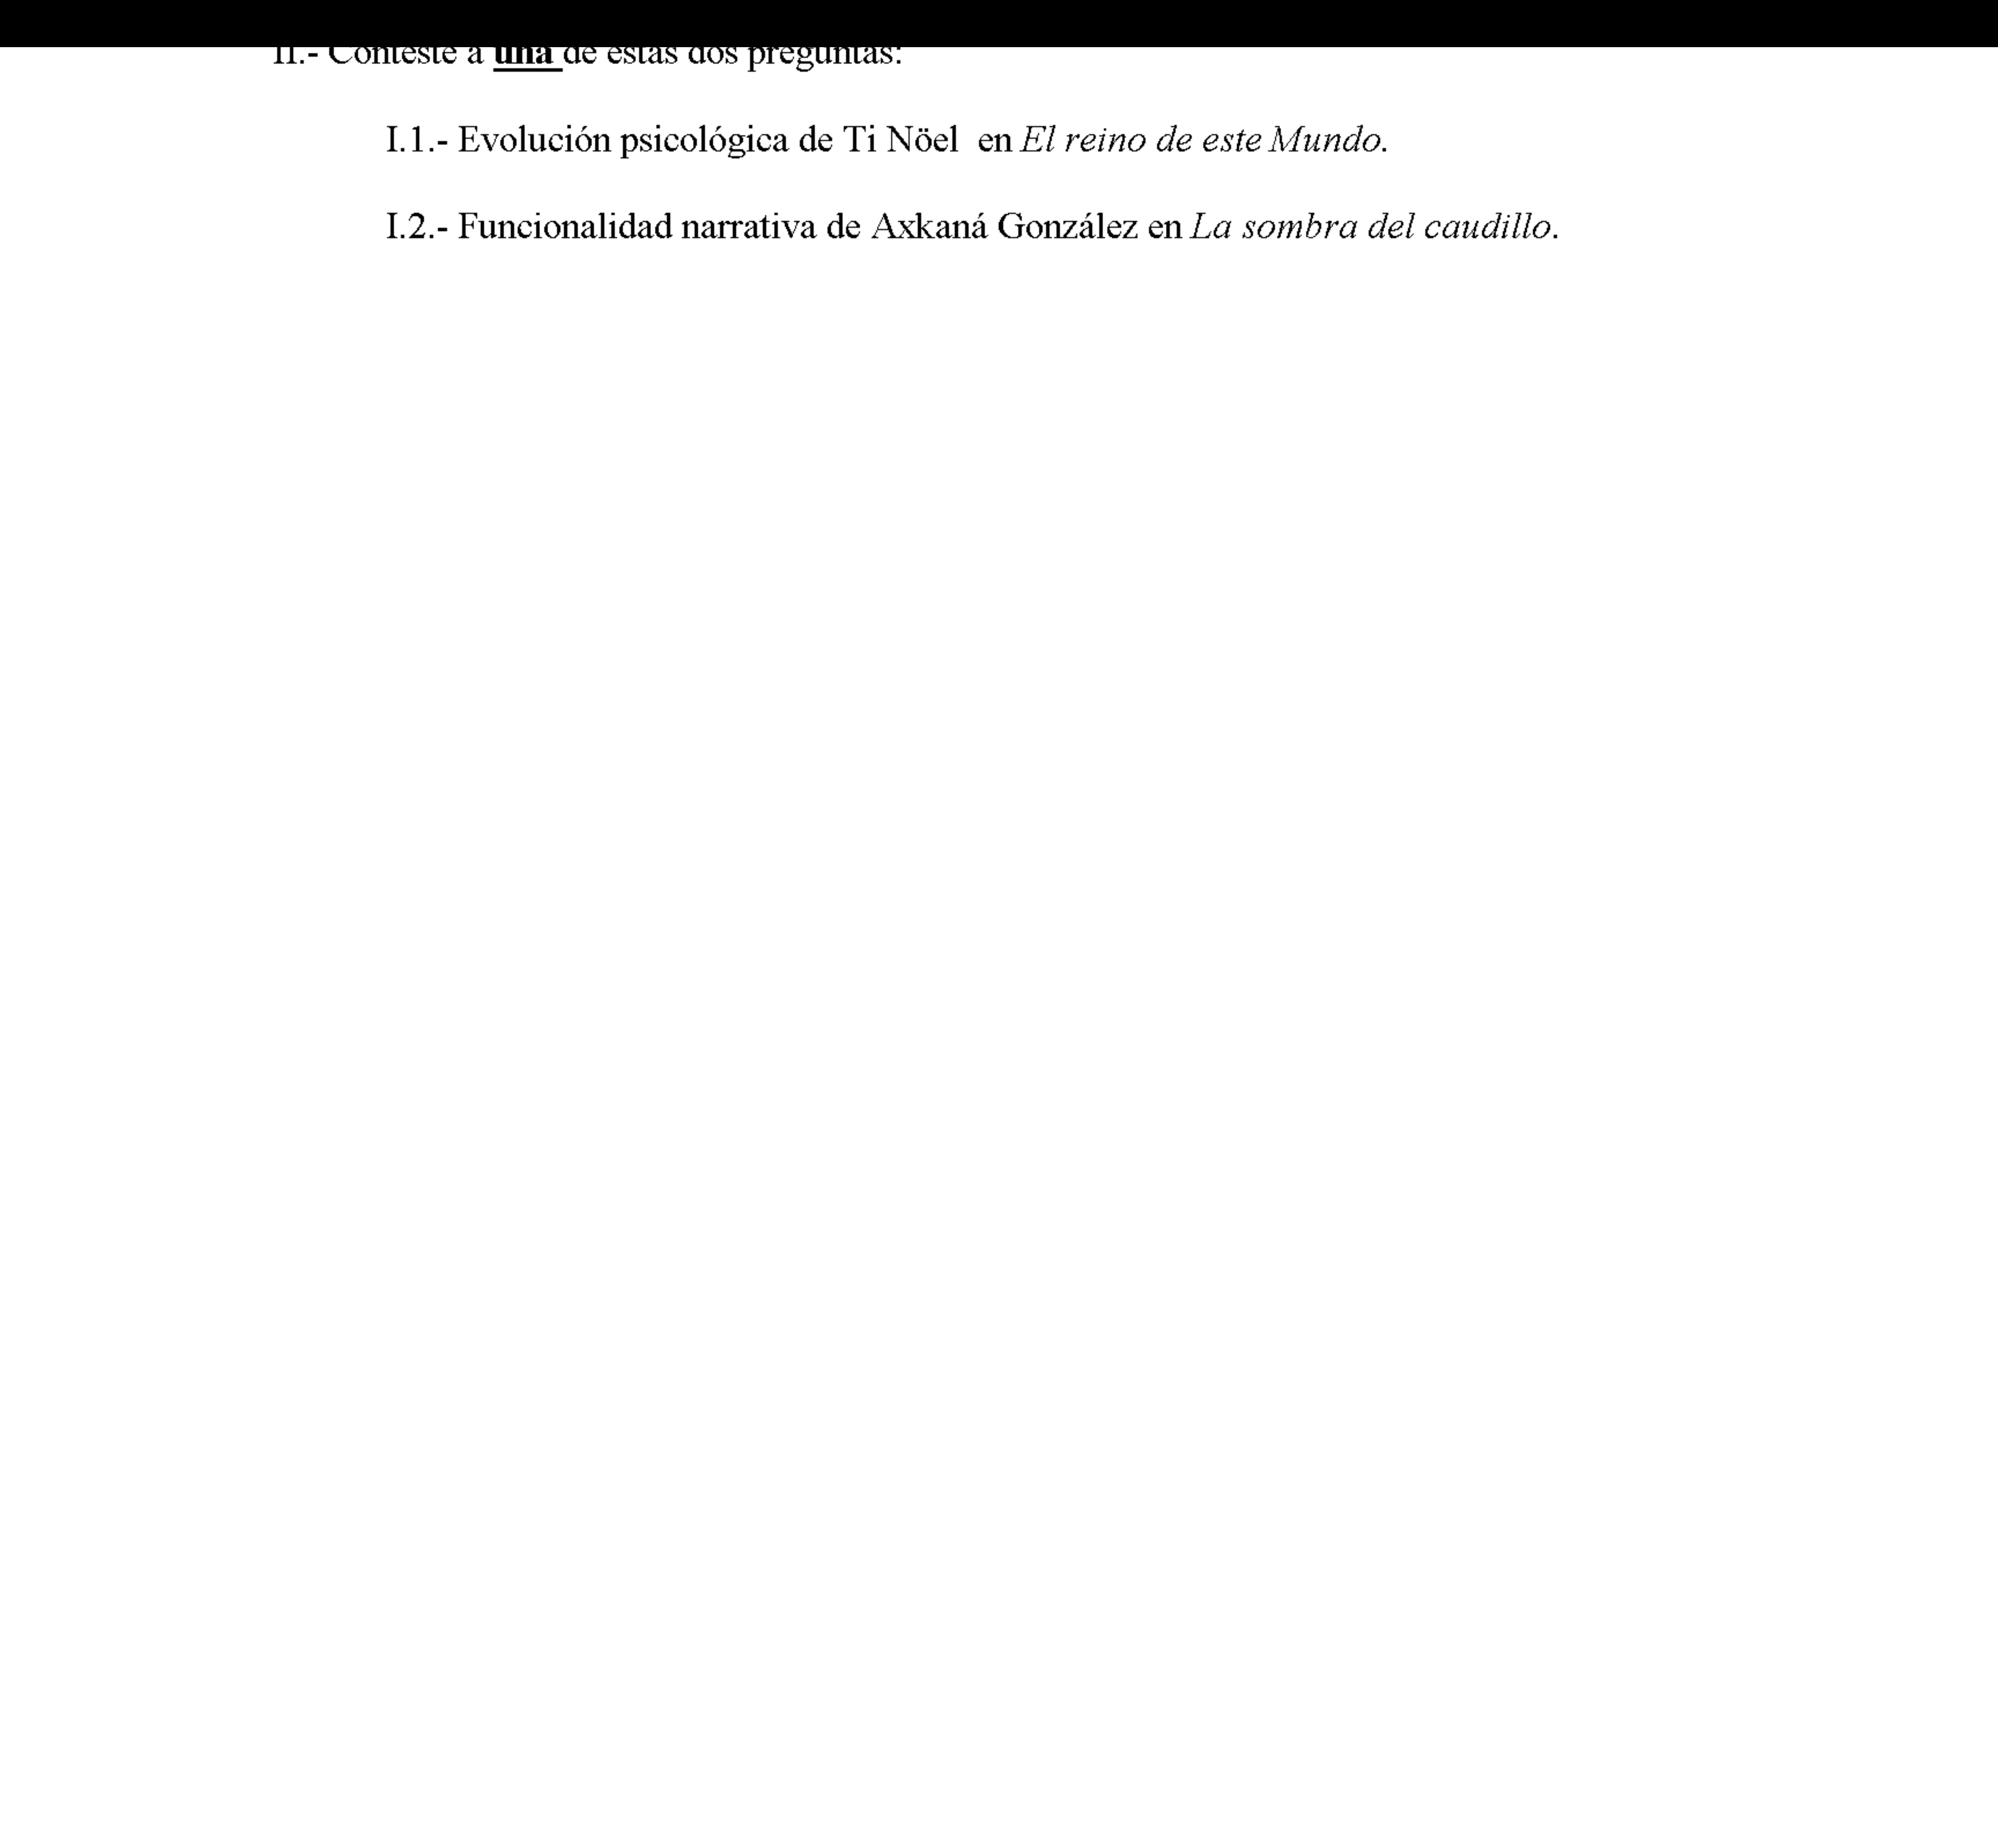 II.- Conteste a una de estas dos preguntas:
I.1.- Evolución psicológica de Ti Nöel en El reino de este Mundo.
I.2.- Funcionalidad narrativa de Axkaná González en La sombra del caudillo.